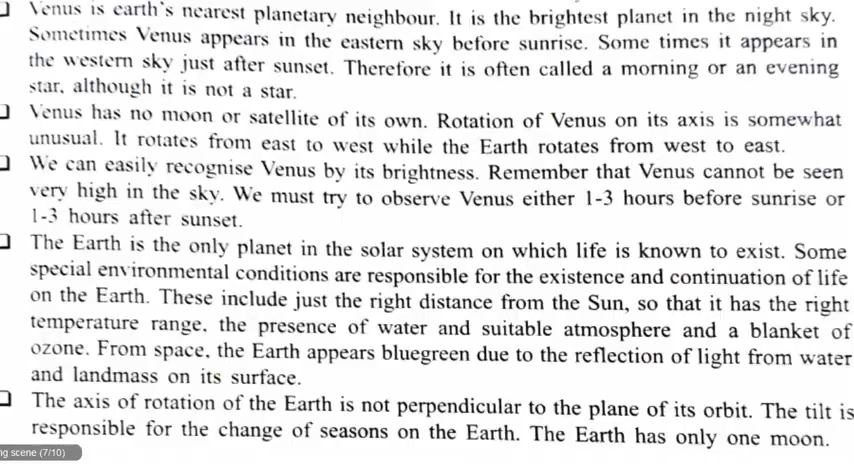 Venus is earth's nearest planetary neighbour. It is the brightest planet in the night sky.
Sometimes Venus appears in the eastern sky before sunrise. Some times it appears in
the western sky just after sunset. Therefore it is often called a morning or an evening
star, although it is not a star.
Venus has no moon or satellite of its own. Rotation of Venus on its axis is somewhat
unusual. It rotates from east to west while the Earth rotates from west to east.
We can easily recognise Venus by its brightness. Remember that Venus cannot be seen
very high in the sky. We must try to observe Venus either 1-3 hours before sunrise or
1-3 hours after sunset.
The Earth is the only planet in the solar system on which life is known to exist. Some
special environmental conditions are responsible for the existence and continuation of life
on the Earth. These include just the right distance from the Sun, so that it has the right
temperature range, the presence of water and suitable atmosphere and a blanket of
ozone. From space, the Earth appears bluegreen due to the reflection of light from water
and landmass on its surface.
The axis of rotation of the Earth is not perpendicular to the plane of its orbit. The tilt is
responsible for the change of seasons on the Earth. The Earth has only one moon.
ng scene (7/10)